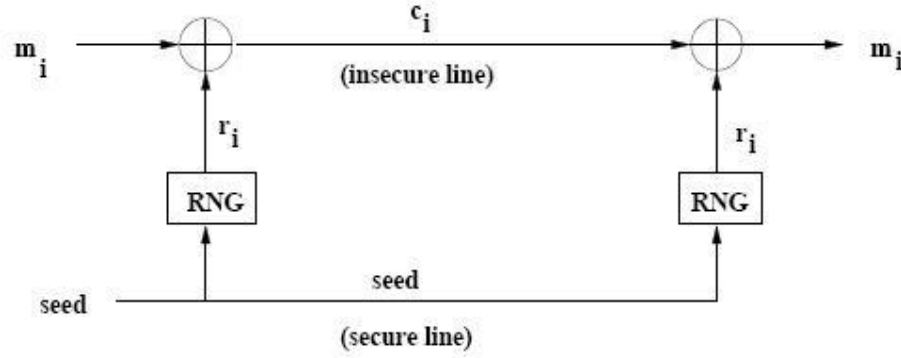 m_i c_i m_i
(insecure line)
r_i r_i
RNG RNG
seed
seed
(secure line)